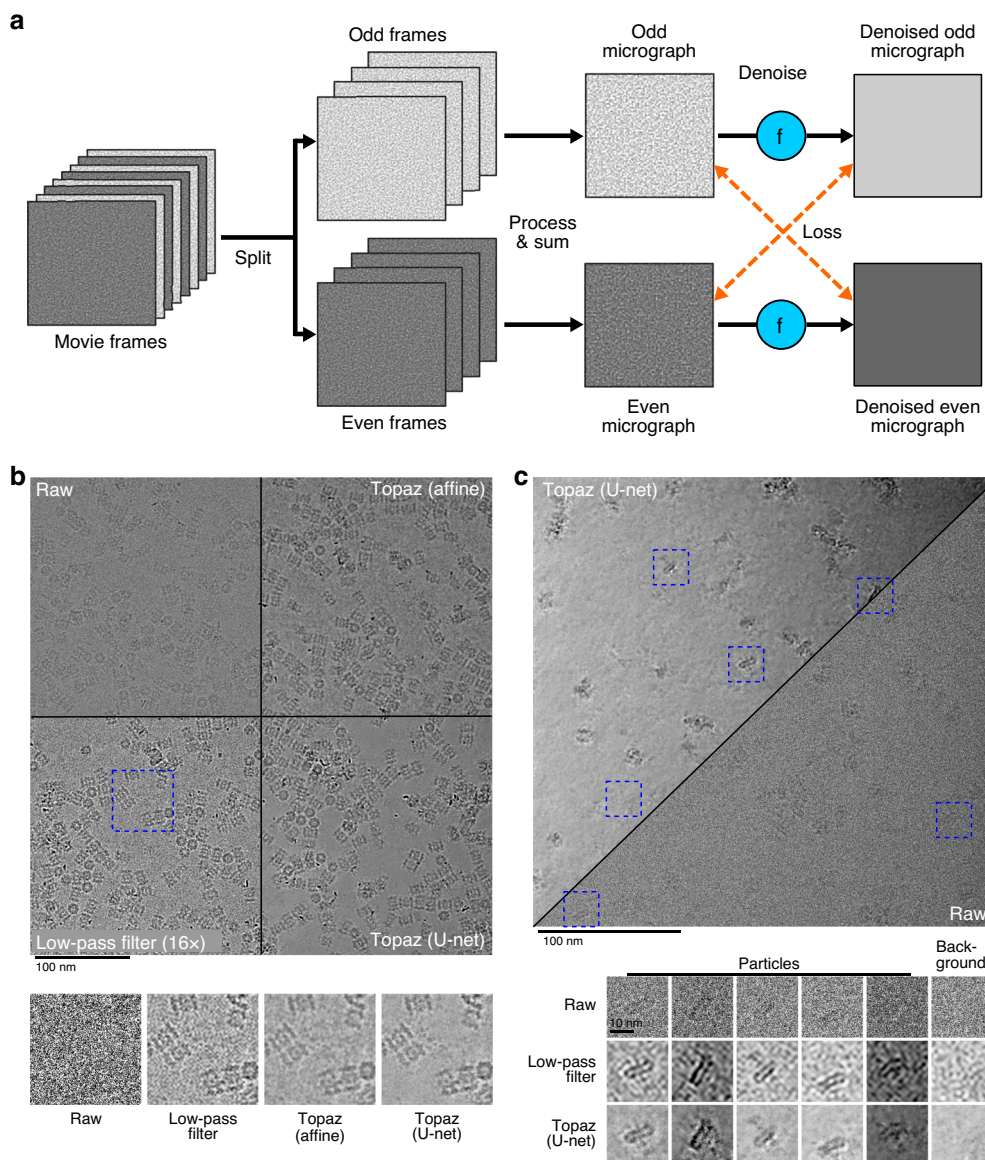 a
Odd frames
Odd
micrograph
Denoised odd
micrograph
Denoise
f
Movie frames
Split
Process
& sum
Loss
f
Even frames
Even
micrograph
Denoised even
micrograph
b
Raw
Topaz (affine)
Low-pass filter (16×)
Topaz (U-net)
100 nm
Raw
Low-pass
filter
Topaz
(affine)
Topaz
(U-net)
c
Topaz (U-net)
Raw
100 nm
Particles
Back-
ground
Raw
10 nm
Low-pass
filter
Topaz
(U-net)